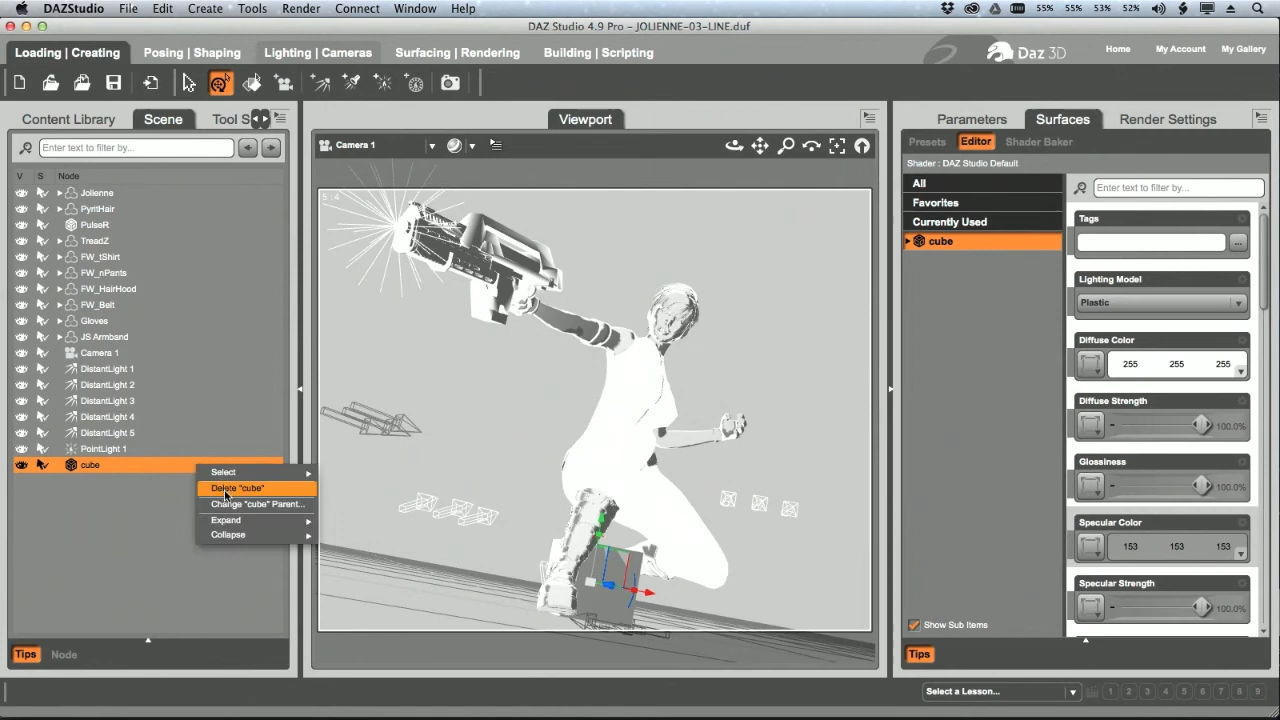 DAZStudio File Edit Create Tools Render Connect Window Help 55% 55% 53% 52%
DAZ Studio 4.9 Pro - JOLIENNE-03-LINE.duf
Loading | Creating Posing | Shaping Lighting | Cameras Surfacing | Rendering Building | Scripting Daz 3D Home My Account My Gallery
Content Library Scene Tool S Viewport Parameters Surfaces Render Settings
Enter text to filter by... Camera 1 Presets Editor Shader Baker
Shader : DAZ Studio Default
V S Node
Jolienne
PyritHair
PulseR
TreadZ
FW_tShirt
FW_nPants
FW_HairHood
FW_Belt
Gloves
JS Armband
Camera 1
DistantLight 1
DistantLight 2
DistantLight 3
DistantLight 4
DistantLight 5
PointLight 1
cube
Select
Delete "cube"
Change "cube" Parent...
Expand
Collapse
5 : 4
All
Favorites
Currently Used
cube
Enter text to filter by...
Tags
...
Lighting Model
Plastic
Diffuse Color
255 255 255
Diffuse Strength
100.0%
Glossiness
100.0%
Specular Color
153 153 153
Specular Strength
100.0%
Show Sub Items
Tips Node
Tips
Select a Lesson... 1 2 3 4 5 6 7 8 9